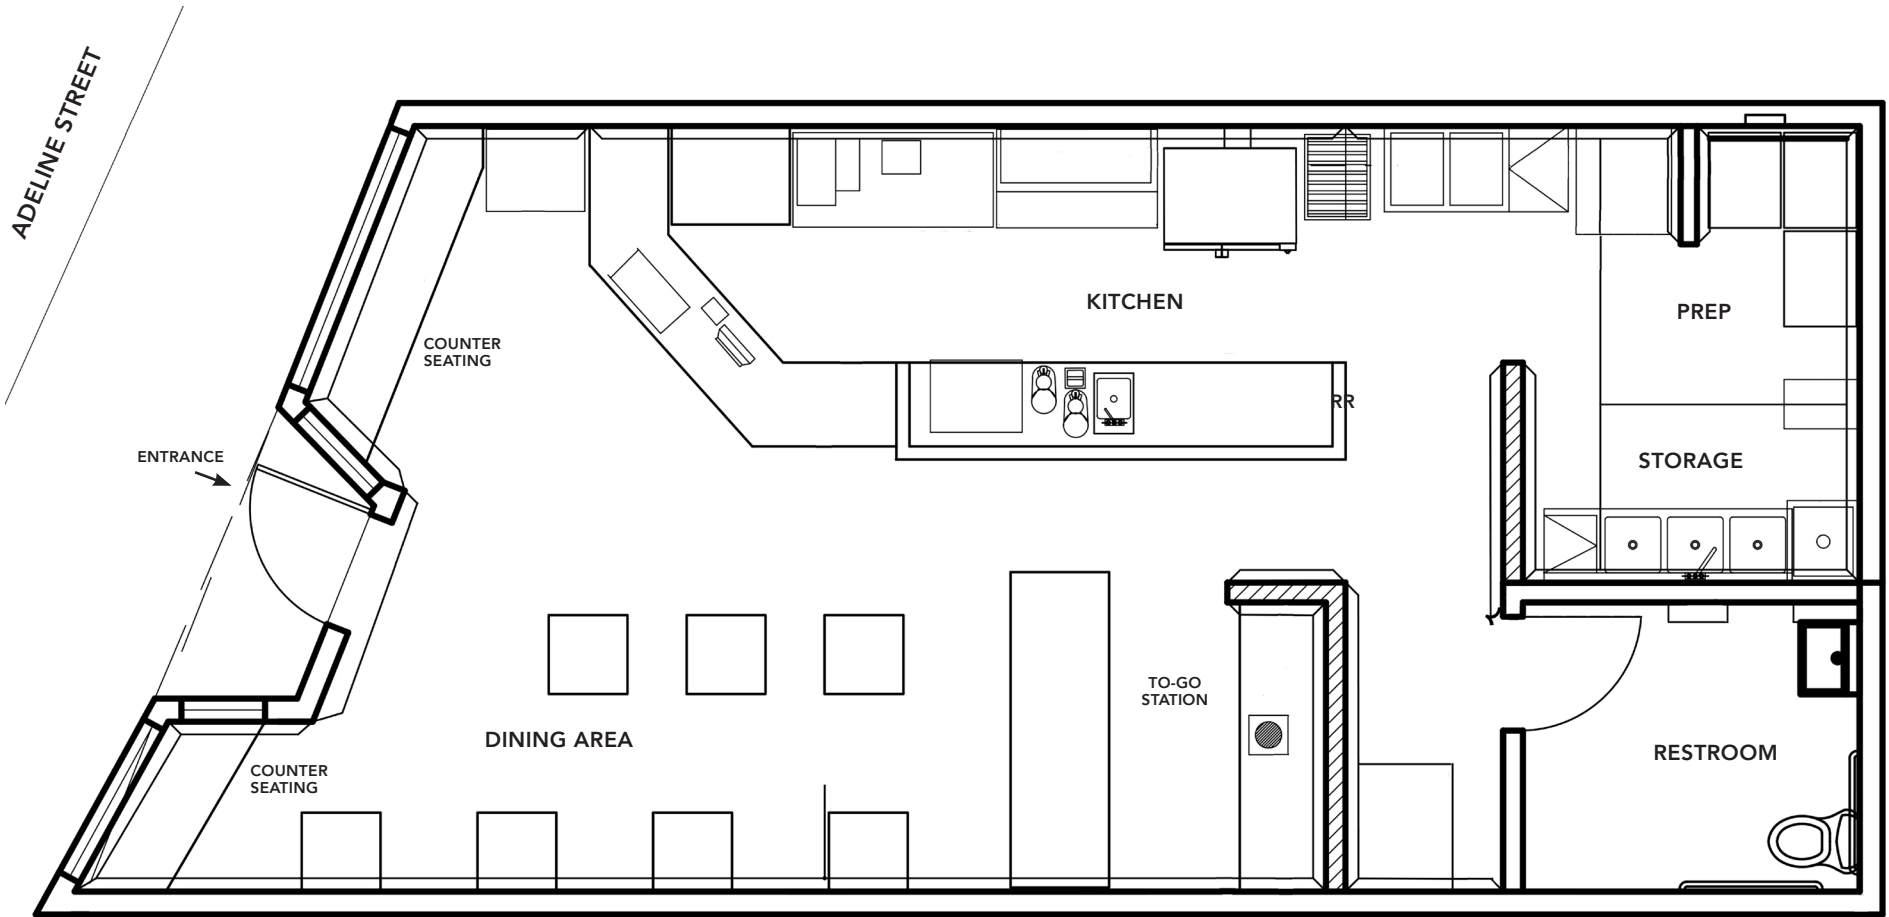 ADELINE STREET
KITCHEN
PREP
COUNTER
SEATING
RR
ENTRANCE
STORAGE
TO-GO
STATION
DINING AREA
RESTROOM
COUNTER
SEATING